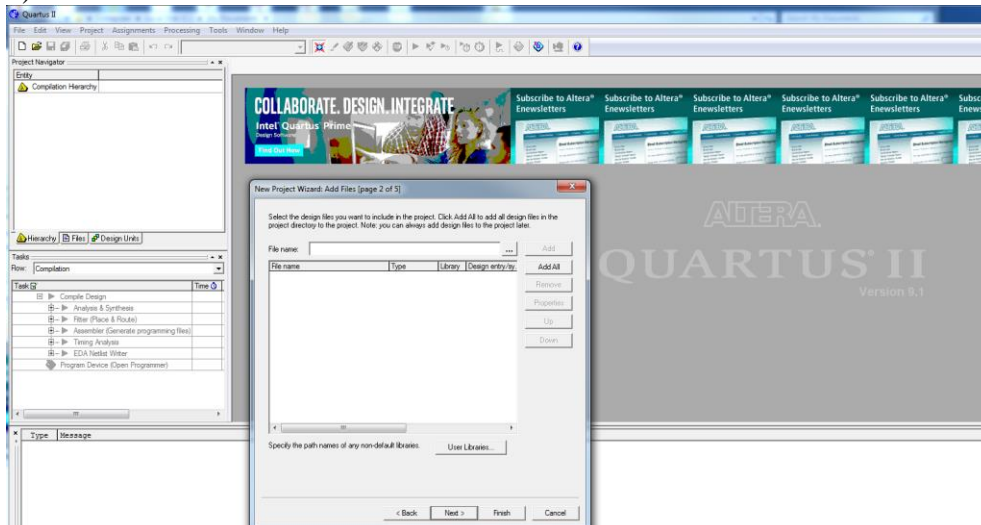 Quartus II
File Edit View Project Assignments Processing Tools Window Help
Project Navigator
Entity
Compilation Hierarchy
Hierarchy Files Design Units
Tasks
Flow: Compilation
Task Time
Compile Design
Analysis & Synthesis
Fitter (Place & Route)
Assembler (Generate programming files)
Timing Analysis
EDA Netlist Writer
Program Device (Open Programmer)
COLLABORATE. DESIGN. INTEGRATE
Intel Quartus Prime
Design Software
Find Out More
Subscribe to Altera® Subscribe to Altera® Subscribe to Altera® Subscribe to Altera® Subscribe to Altera® Subsc
Enewsletters Enewsletters Enewsletters Enewsletters Enewsletters Enews
ALTERA
QUARTUS® II
Version 9.1
New Project Wizard: Add Files [page 2 of 5]
Select the design files you want to include in the project. Click Add All to add all design files in the
project directory to the project. Note: you can always add design files to the project later.
File name: ... Add
File name Type Library Design entry/sy Add All
Remove
Properties
Up
Down
Specify the path names of any non-default libraries. User Libraries...
< Back Next > Finish Cancel
Type Message